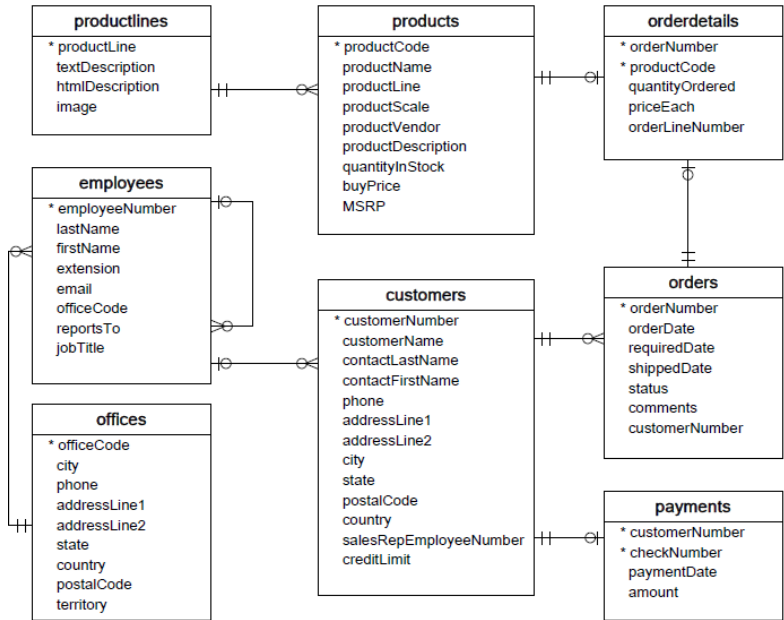 productlines
* productLine
textDescription
htmlDescription
image
products
* productCode
productName
productLine
productScale
productVendor
productDescription
quantityInStock
buyPrice
MSRP
orderdetails
* orderNumber
* productCode
quantityOrdered
priceEach
orderLineNumber
employees
* employeeNumber
lastName
firstName
extension
email
officeCode
reportsTo
jobTitle
customers
* customerNumber
customerName
contactLastName
contactFirstName
phone
addressLine1
addressLine2
city
state
postalCode
country
salesRepEmployeeNumber
creditLimit
orders
* orderNumber
orderDate
requiredDate
shippedDate
status
comments
customerNumber
offices
* officeCode
city
phone
addressLine1
addressLine2
state
country
postalCode
territory
payments
* customerNumber
* checkNumber
paymentDate
amount